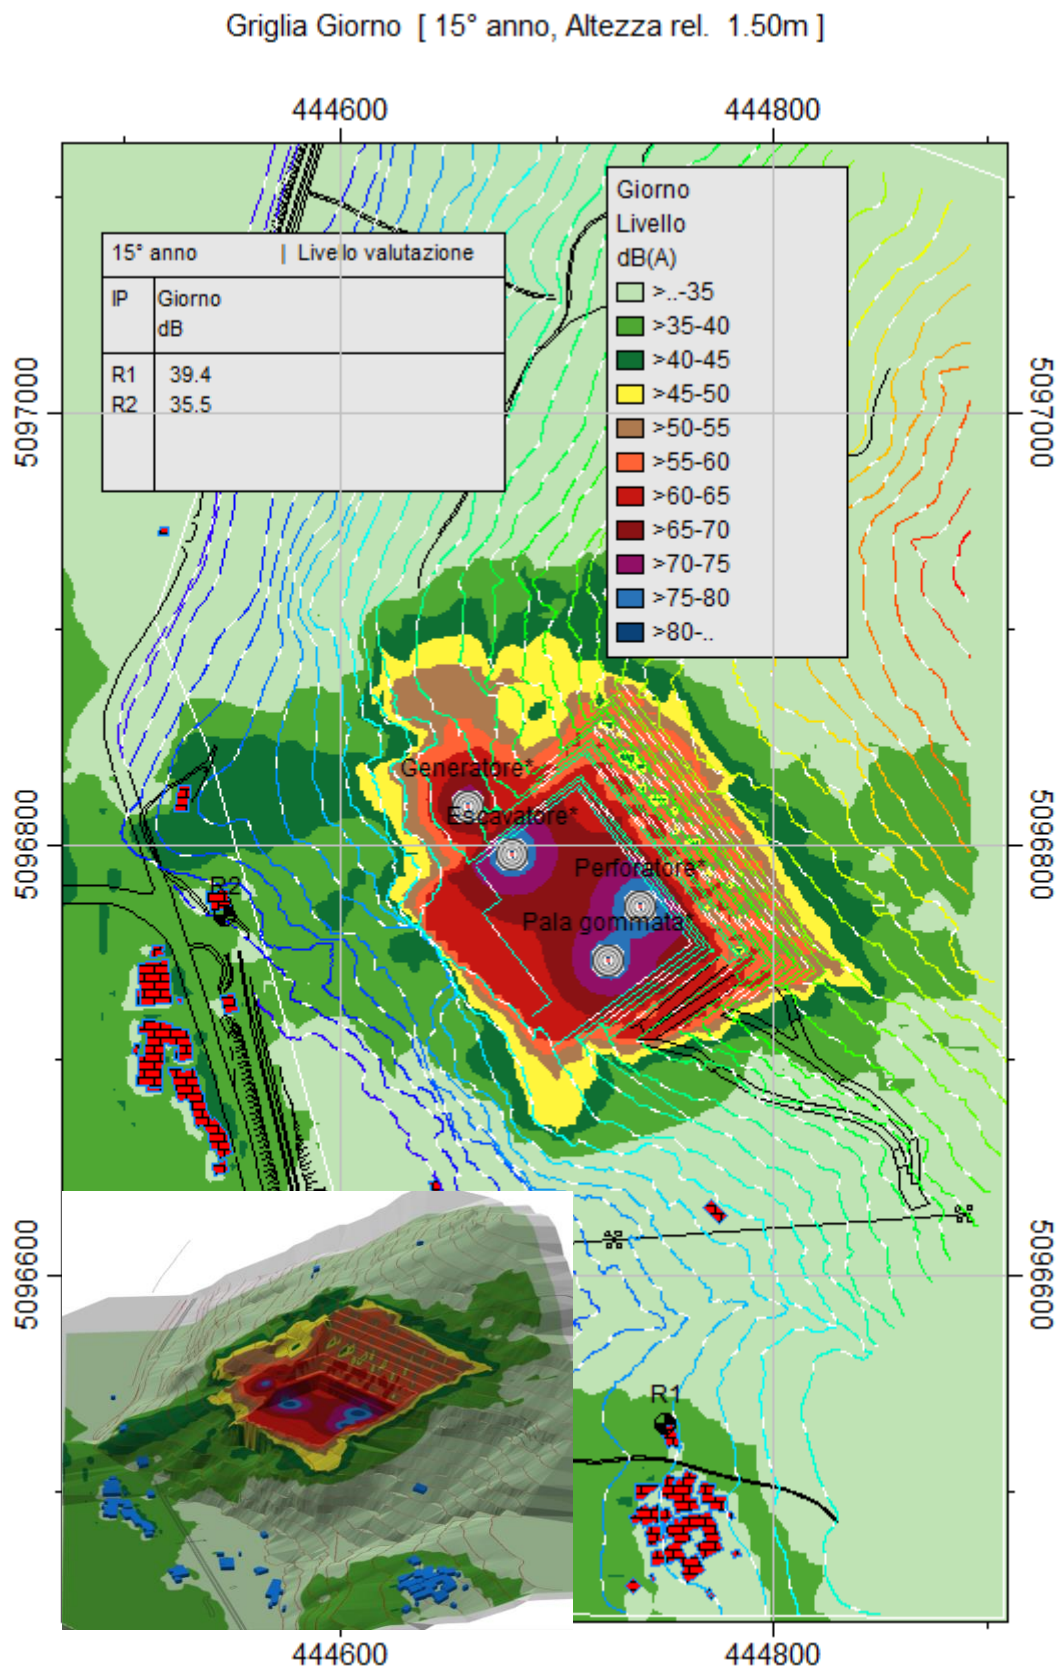 Griglia Giorno [ 15° anno, Altezza rel. 1.50m ]
444600 444800
Giorno
Livello
dB(A)
>..-35
>35-40
>40-45
>45-50
>50-55
>55-60
>60-65
>65-70
>70-75
>75-80
>80-..
15° anno | Livello valutazione
IP Giorno
dB
R1 39.4
R2 35.5
5097000 5097000
Generatore*
Escavatore*
5096800 5096800
Perforatore*
R2
Pala gommata*
5096600 5096600
R1
444600 444800